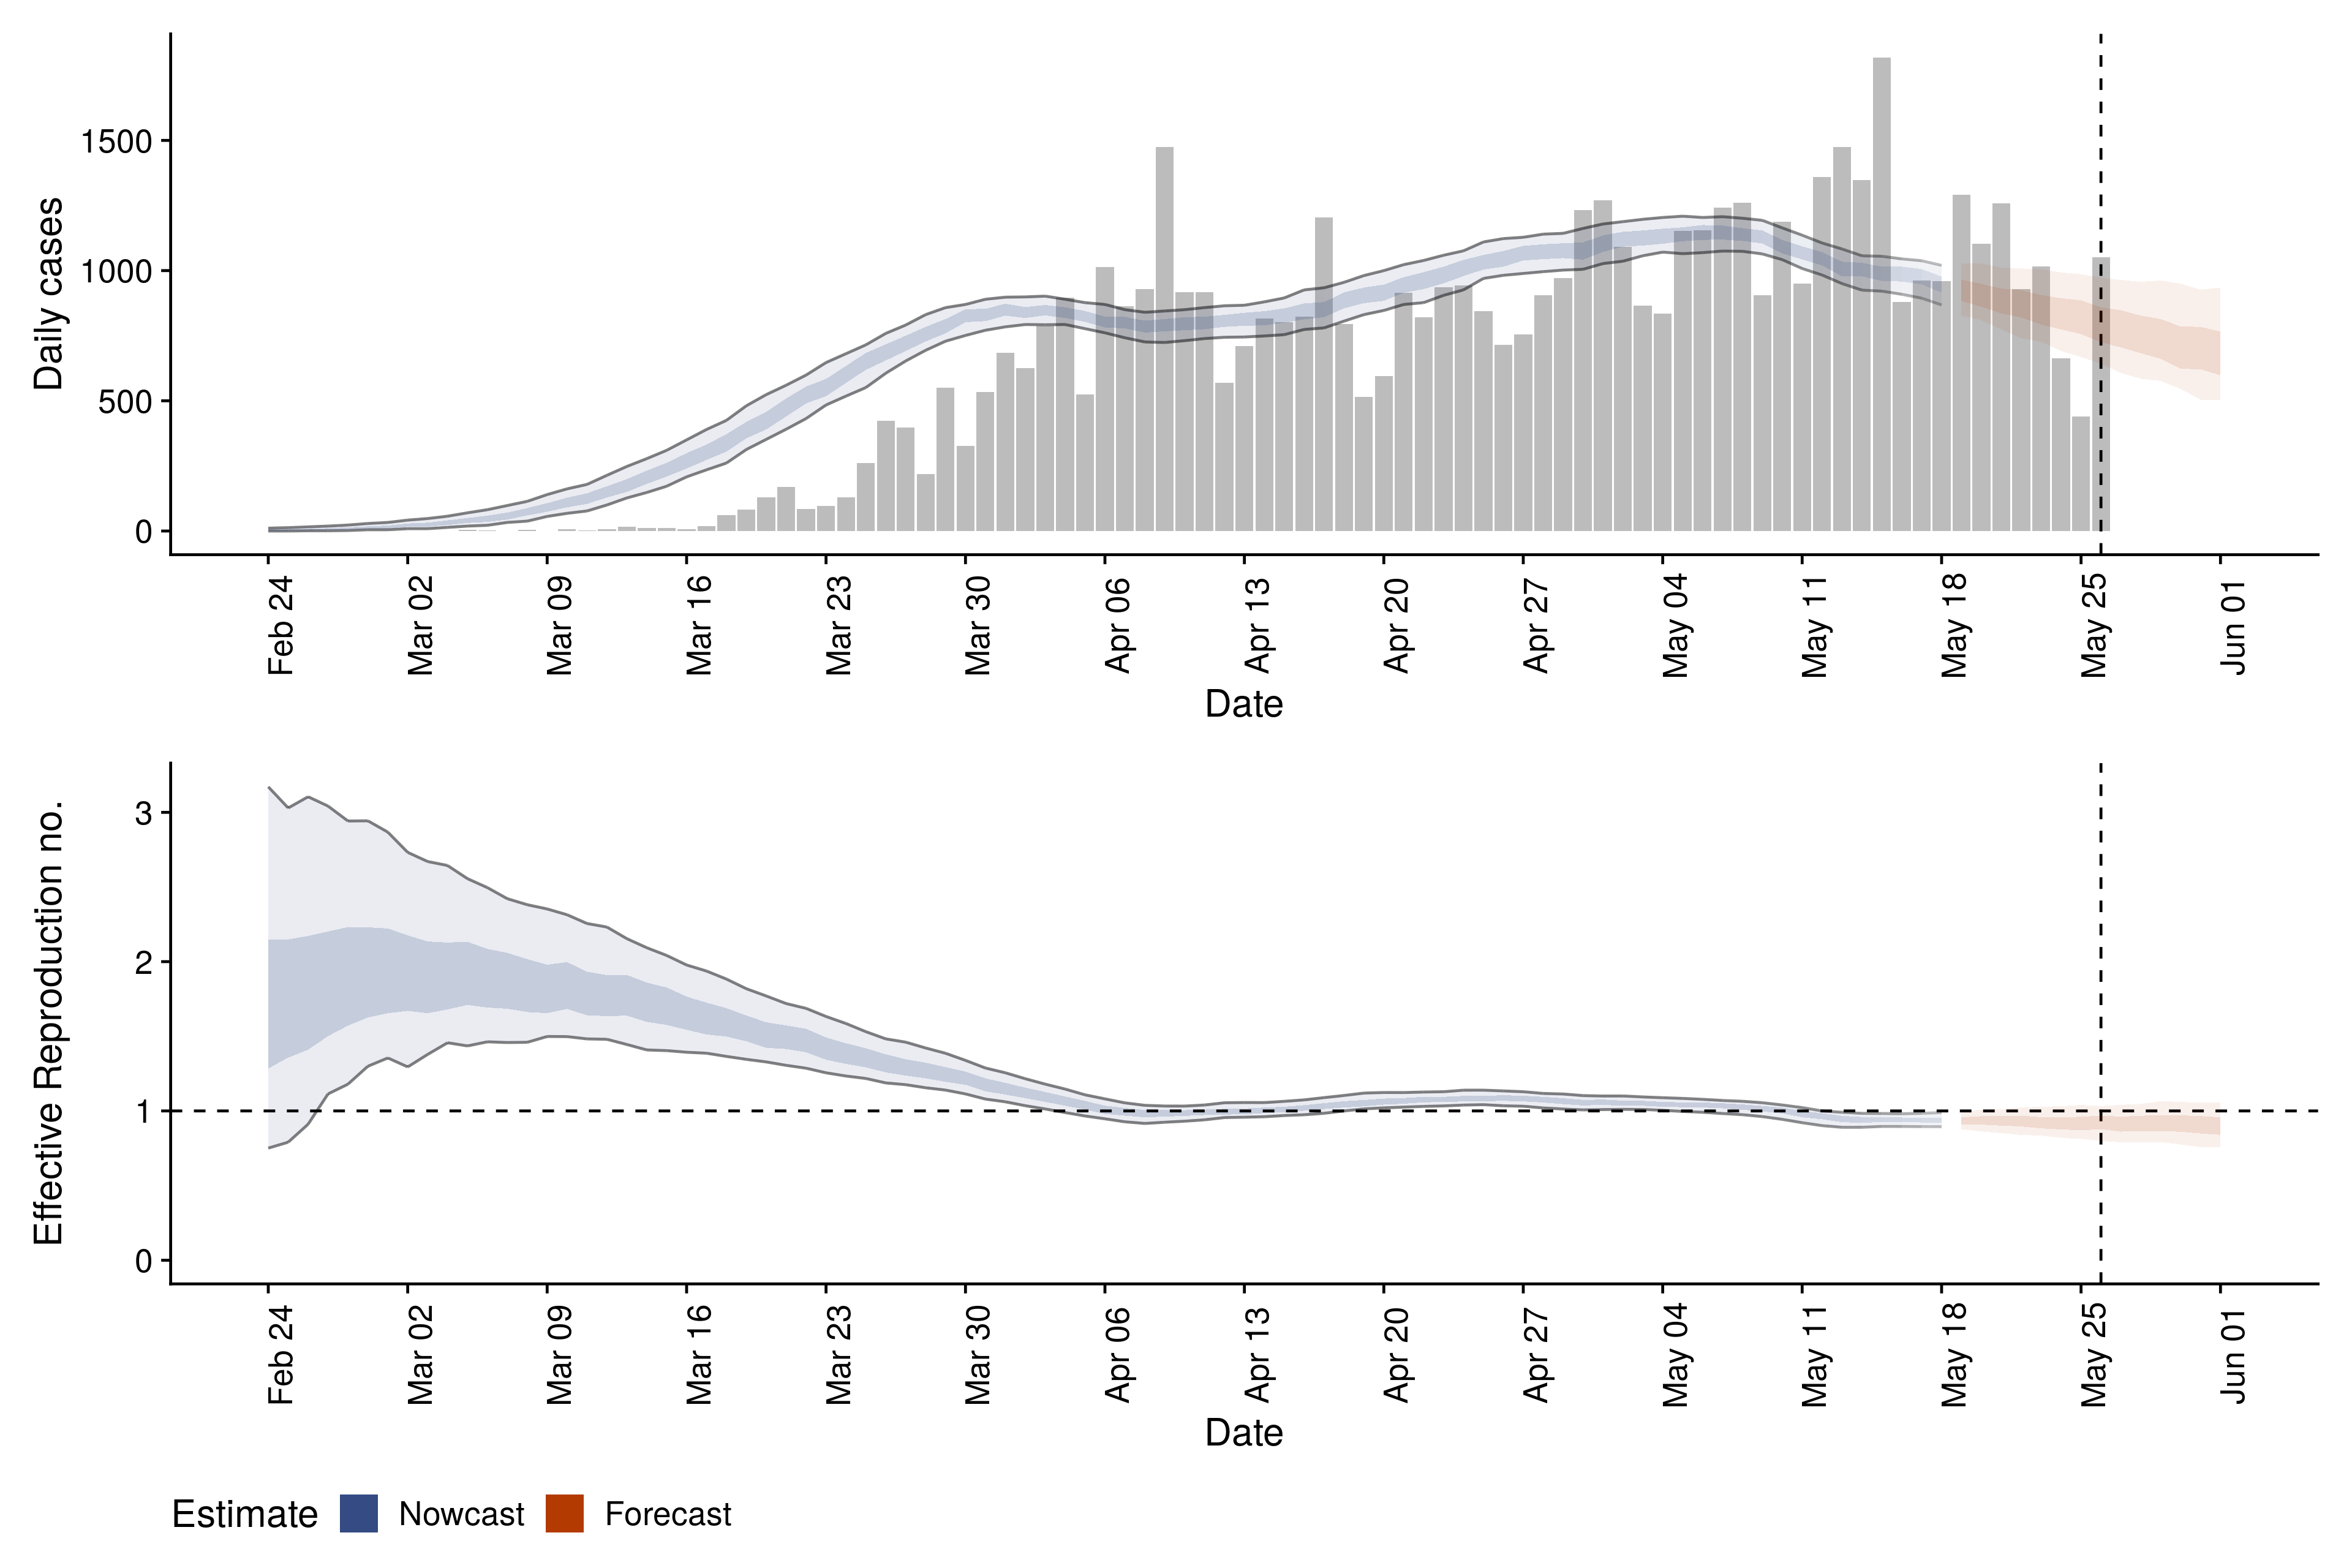 Daily cases
1500
1000
500
0
Feb 24
Mar 02
Mar 09
Mar 16
Mar 23
Mar 30
Apr 06
Apr 13
Apr 20
Apr 27
May 04
May 11
May 18
May 25
Jun 01
Date
Effective Reproduction no.
3
2
1
0
Feb 24
Mar 02
Mar 09
Mar 16
Mar 23
Mar 30
Apr 06
Apr 13
Apr 20
Apr 27
May 04
May 11
May 18
May 25
Jun 01
Date
Estimate Nowcast Forecast